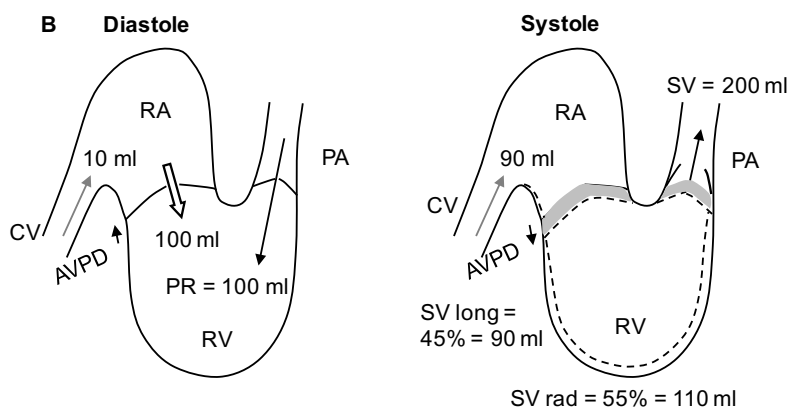 B Diastole
RA
10 ml
PA
CV
100 ml
AVPD
PR = 100 ml
RV
Systole
SV = 200 ml
RA
90 ml
PA
CV
AVPD
SV long =
45% = 90 ml
RV
SV rad = 55% = 110 ml